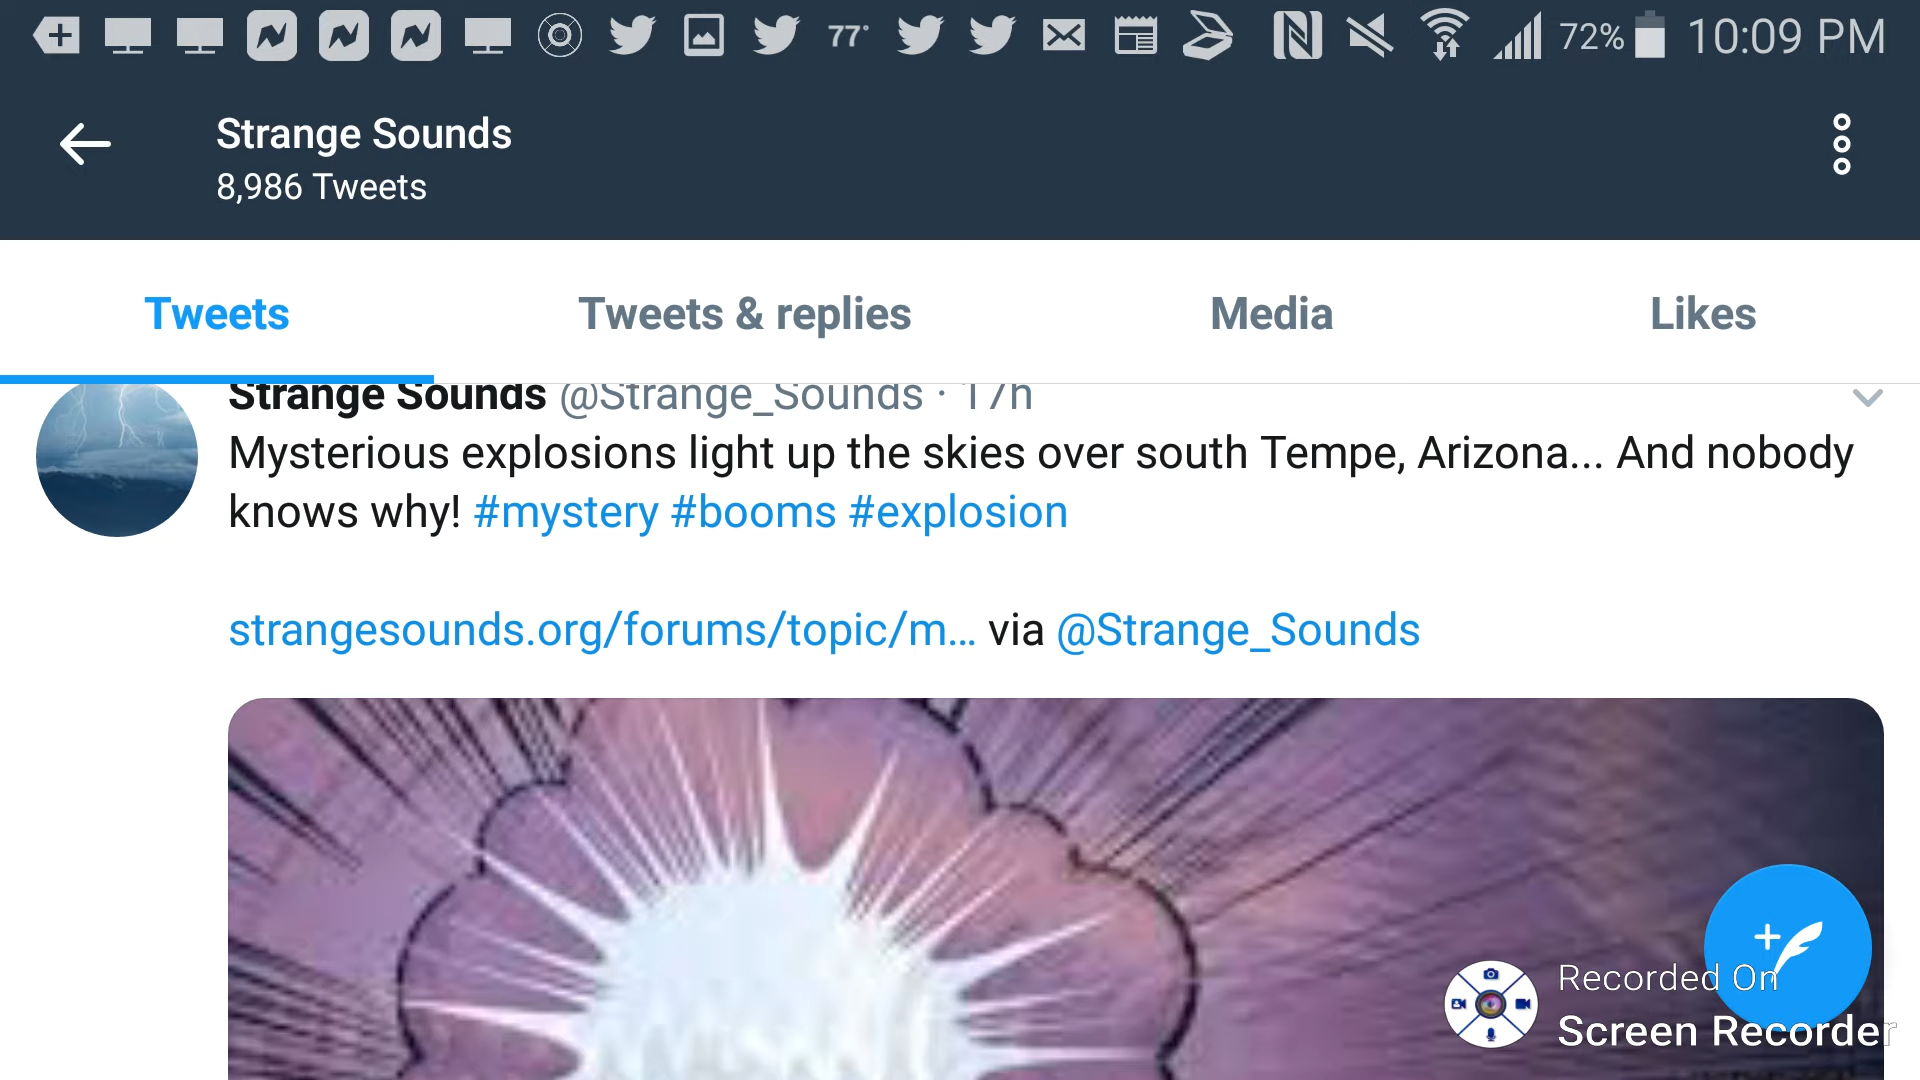 77° 72% 10:09 PM
Strange Sounds
8,986 Tweets
Tweets Tweets & replies Media Likes
Strange Sounds @Strange_Sounds · 17h
Mysterious explosions light up the skies over south Tempe, Arizona... And nobody
knows why! #mystery #booms #explosion
strangesounds.org/forums/topic/m... via @Strange_Sounds
Recorded On
Screen Recorder